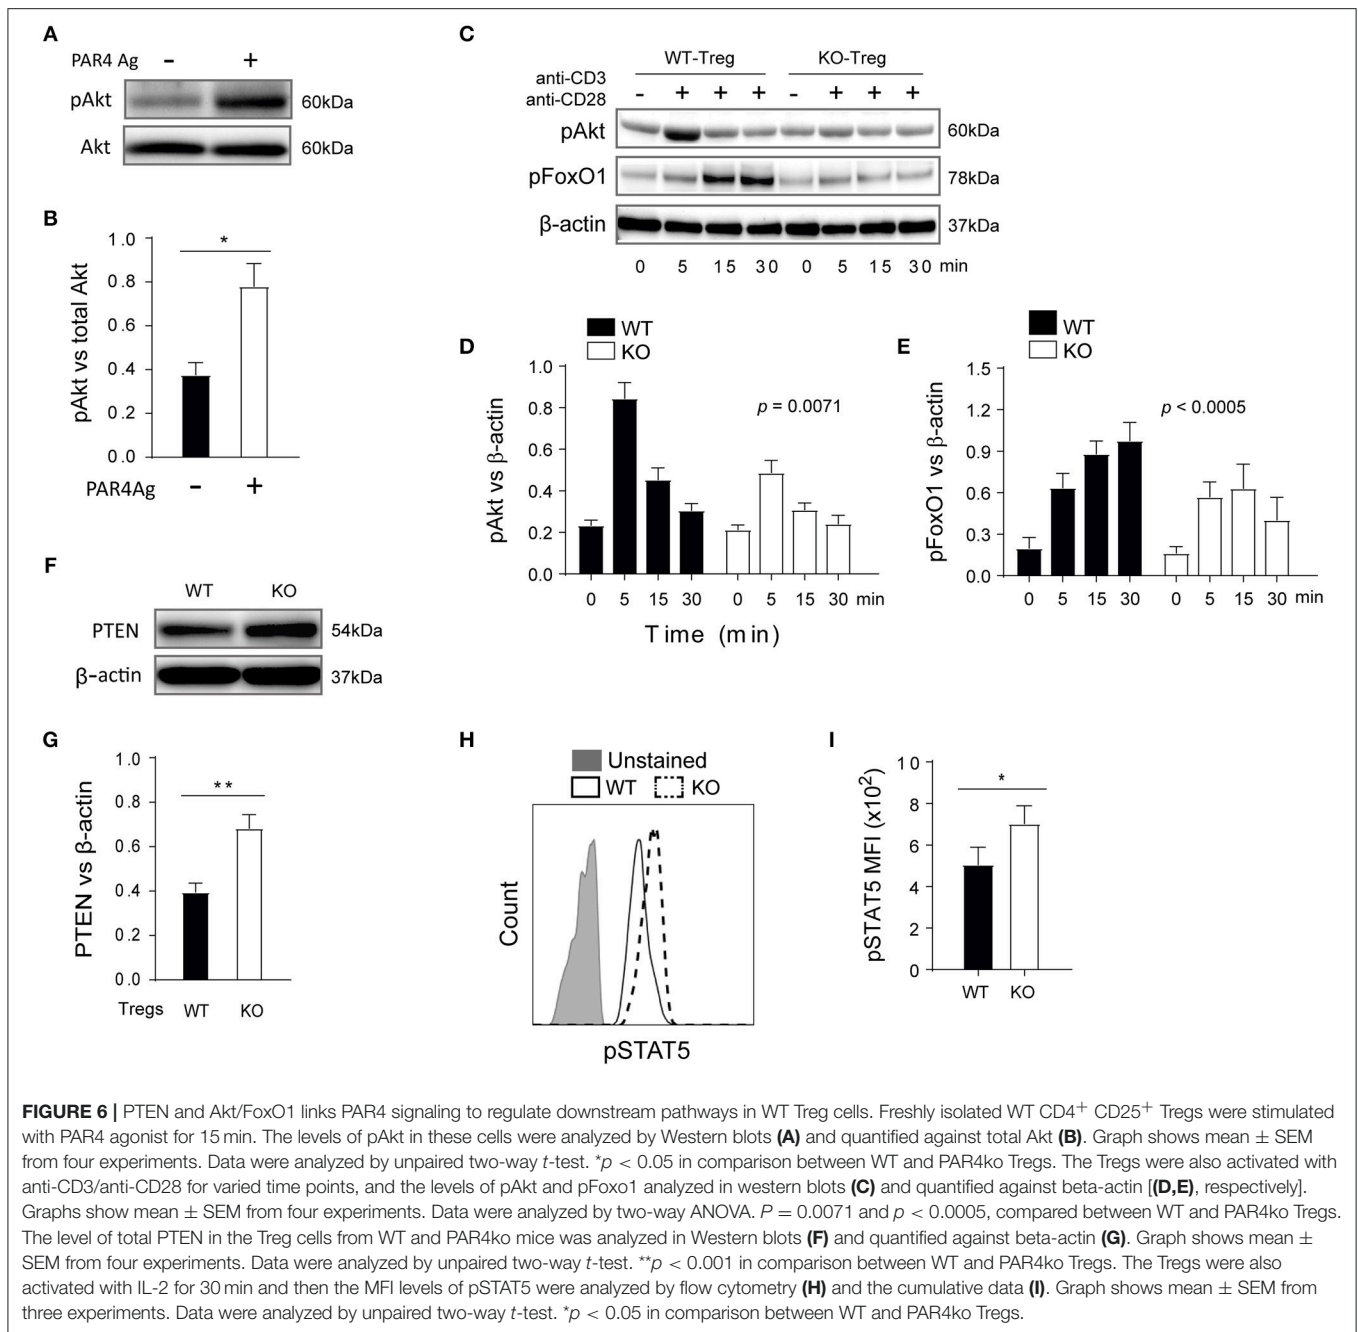 A
PAR4 Ag - +
pAkt 60kDa
Akt 60kDa
B
1.0
0.8
0.6
0.4
0.2
0.0
pAkt vs total Akt
*
PAR4Ag - +
C
WT-Treg KO-Treg
anti-CD3
anti-CD28 - + + + - + + +
pAkt 60kDa
pFoxO1 78kDa
β-actin 37kDa
0 5 15 30 0 5 15 30 min
D
WT
KO
1.0
0.8
0.6
0.4
0.2
0.0
pAkt vs β-actin
p = 0.0071
0 5 15 30 0 5 15 30 min
Time (min)
E
WT
KO
1.5
1.2
0.9
0.6
0.3
0.0
pFoxO1 vs β-actin
p < 0.0005
0 5 15 30 0 5 15 30 min
F
WT KO
PTEN 54kDa
β-actin 37kDa
G
1.0
0.8
0.6
0.4
0.2
0.0
PTEN vs β-actin
**
Tregs WT KO
H
Unstained
WT KO
Count
pSTAT5
I
10
8
6
4
2
0
pSTAT5 MFI (x10²)
*
WT KO
FIGURE 6 | PTEN and Akt/FoxO1 links PAR4 signaling to regulate downstream pathways in WT Treg cells. Freshly isolated WT CD4⁺ CD25⁺ Tregs were stimulated
with PAR4 agonist for 15 min. The levels of pAkt in these cells were analyzed by Western blots (A) and quantified against total Akt (B). Graph shows mean ± SEM
from four experiments. Data were analyzed by unpaired two-way t-test. *p < 0.05 in comparison between WT and PAR4ko Tregs. The Tregs were also activated with
anti-CD3/anti-CD28 for varied time points, and the levels of pAkt and pFoxo1 analyzed in western blots (C) and quantified against beta-actin [(D,E), respectively].
Graphs show mean ± SEM from four experiments. Data were analyzed by two-way ANOVA. P = 0.0071 and p < 0.0005, compared between WT and PAR4ko Tregs.
The level of total PTEN in the Treg cells from WT and PAR4ko mice was analyzed in Western blots (F) and quantified against beta-actin (G). Graph shows mean ±
SEM from four experiments. Data were analyzed by unpaired two-way t-test. **p < 0.001 in comparison between WT and PAR4ko Tregs. The Tregs were also
activated with IL-2 for 30 min and then the MFI levels of pSTAT5 were analyzed by flow cytometry (H) and the cumulative data (I). Graph shows mean ± SEM from
three experiments. Data were analyzed by unpaired two-way t-test. *p < 0.05 in comparison between WT and PAR4ko Tregs.